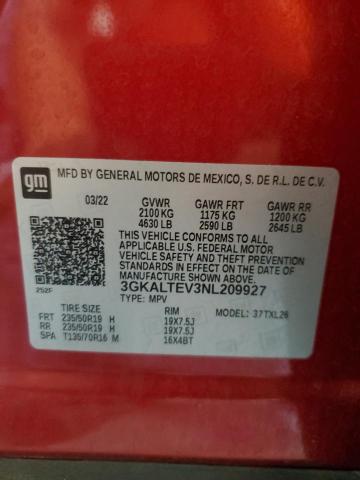 gm
MFD BY GENERAL MOTORS DE MEXICO, S. DE R.L. DE C.V.
03/22 GVWR GAWR FRT GAWR RR
2100 KG 1175 KG 1200 KG
4630 LB 2590 LB 2645 LB
THIS VEHICLE CONFORMS TO ALL
APPLICABLE U.S. FEDERAL MOTOR
VEHICLE SAFETY AND THEFT PREVENTION
STANDARDS IN EFFECT ON THE DATE OF
MANUFACTURE SHOWN ABOVE.
252F 3GKALTEV3NL209927
TYPE: MPV
TIRE SIZE RIM MODEL: 37TXL26
FRT 235/50R19 H 19X7.5J
RR 235/50R19 H 19X7.5J
SPA T135/70R16 M 16X4BT